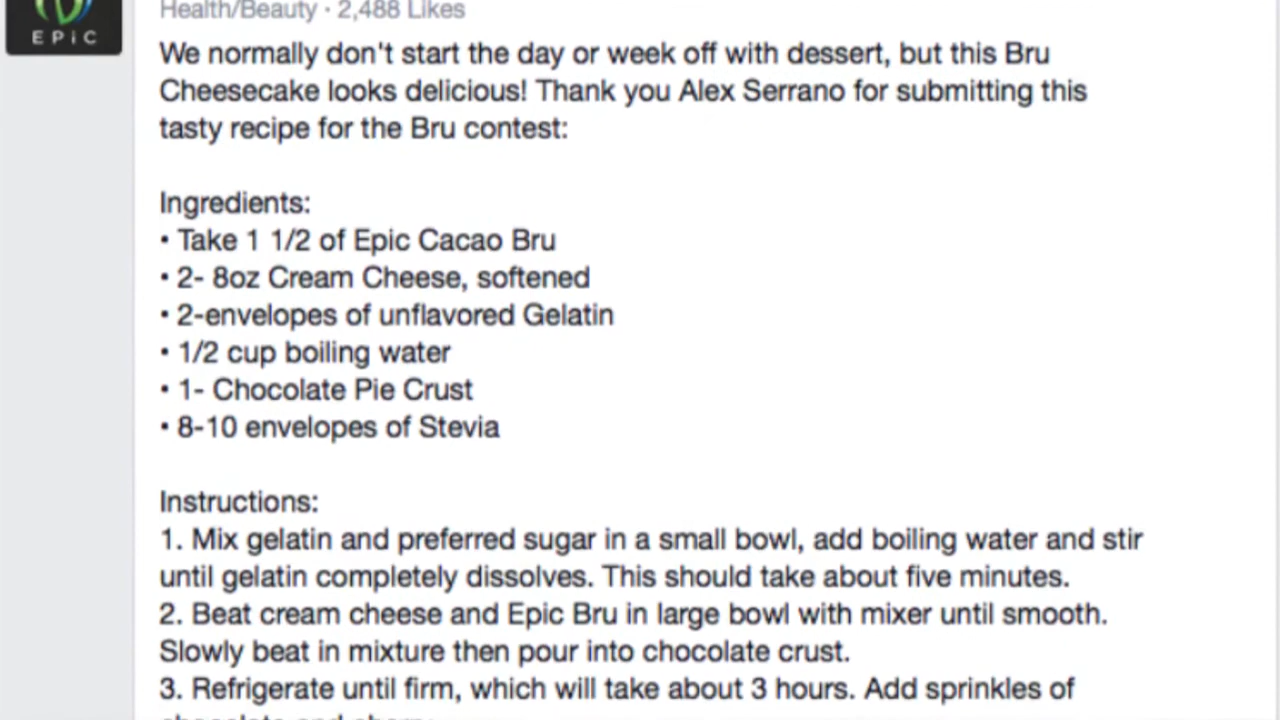 EPiC
Health/Beauty · 2,488 Likes
We normally don't start the day or week off with dessert, but this Bru
Cheesecake looks delicious! Thank you Alex Serrano for submitting this
tasty recipe for the Bru contest:
Ingredients:
• Take 1 1/2 of Epic Cacao Bru
• 2- 8oz Cream Cheese, softened
• 2-envelopes of unflavored Gelatin
• 1/2 cup boiling water
• 1- Chocolate Pie Crust
• 8-10 envelopes of Stevia
Instructions:
1. Mix gelatin and preferred sugar in a small bowl, add boiling water and stir
until gelatin completely dissolves. This should take about five minutes.
2. Beat cream cheese and Epic Bru in large bowl with mixer until smooth.
Slowly beat in mixture then pour into chocolate crust.
3. Refrigerate until firm, which will take about 3 hours. Add sprinkles of